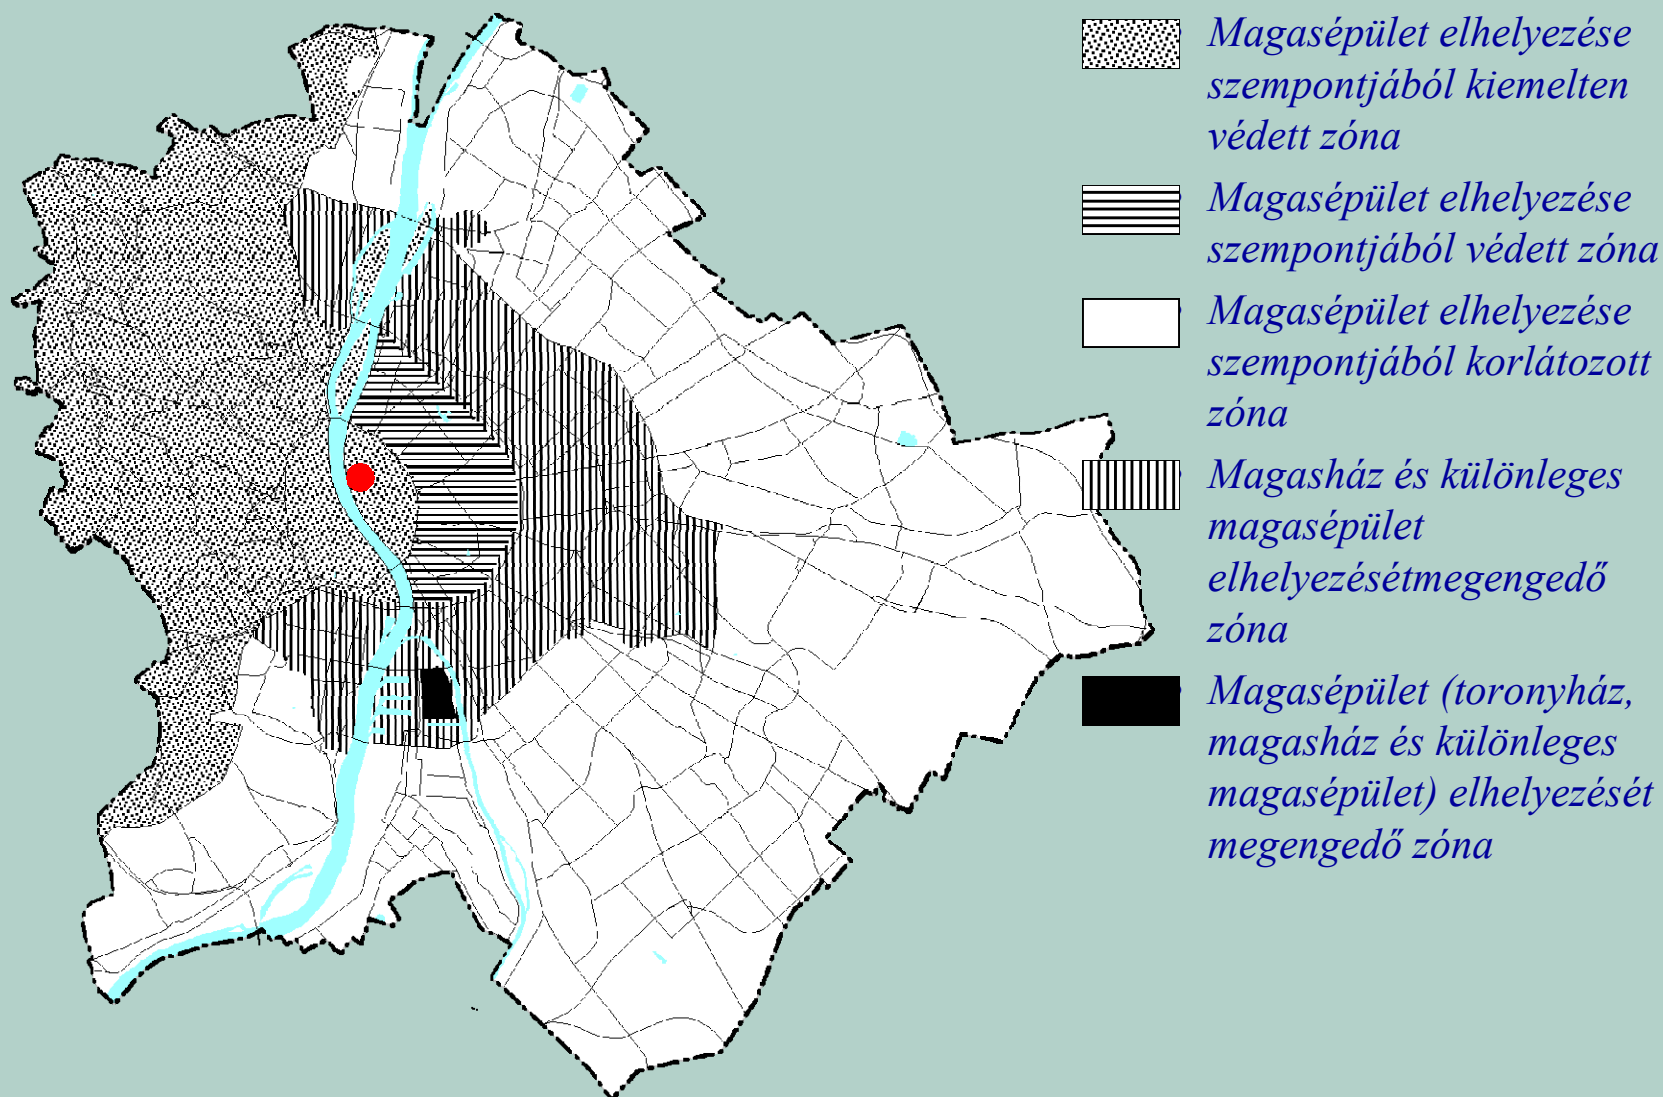 Magasépület elhelyezése
szempontjából kiemelten
védett zóna
Magasépület elhelyezése
szempontjából védett zóna
Magasépület elhelyezése
szempontjából korlátozott
zóna
Magasház és különleges
magasépület
elhelyezésétmegengedő
zóna
Magasépület (toronyház,
magasház és különleges
magasépület) elhelyezését
megengedő zóna